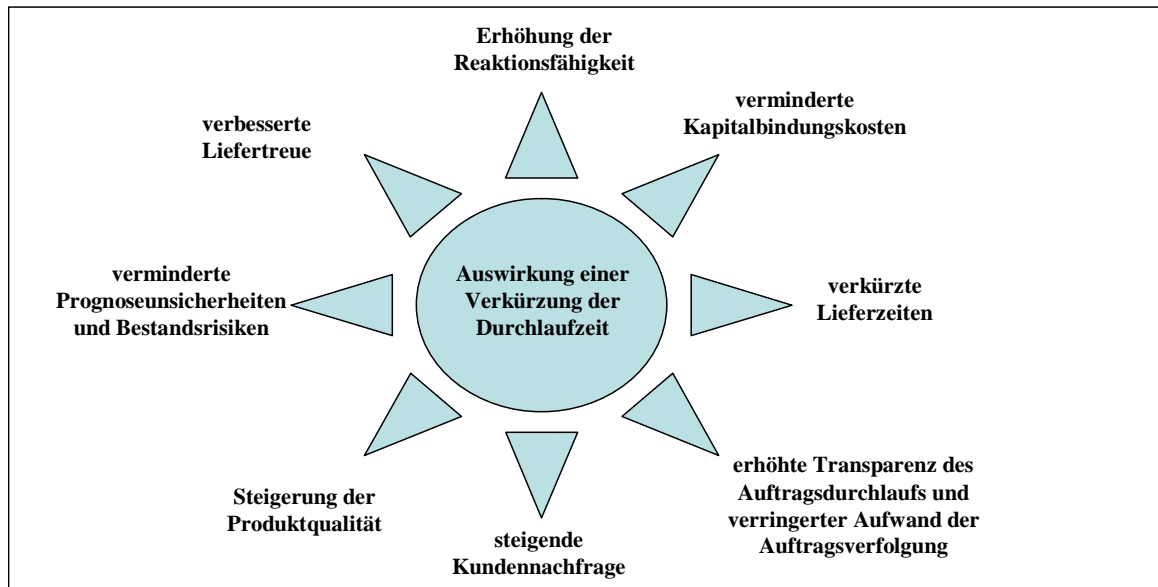 Erhöhung der
Reaktionsfähigkeit
verminderte
Kapitalbindungskosten
verbesserte
Liefertreue
Auswirkung einer
Verkürzung der
Durchlaufzeit
verminderte
Prognoseunsicherheiten
und Bestandsrisiken
verkürzte
Lieferzeiten
Steigerung der
Produktqualität
steigende
Kundennachfrage
erhöhte Transparenz des
Auftragsdurchlaufs und
verringerter Aufwand der
Auftragsverfolgung